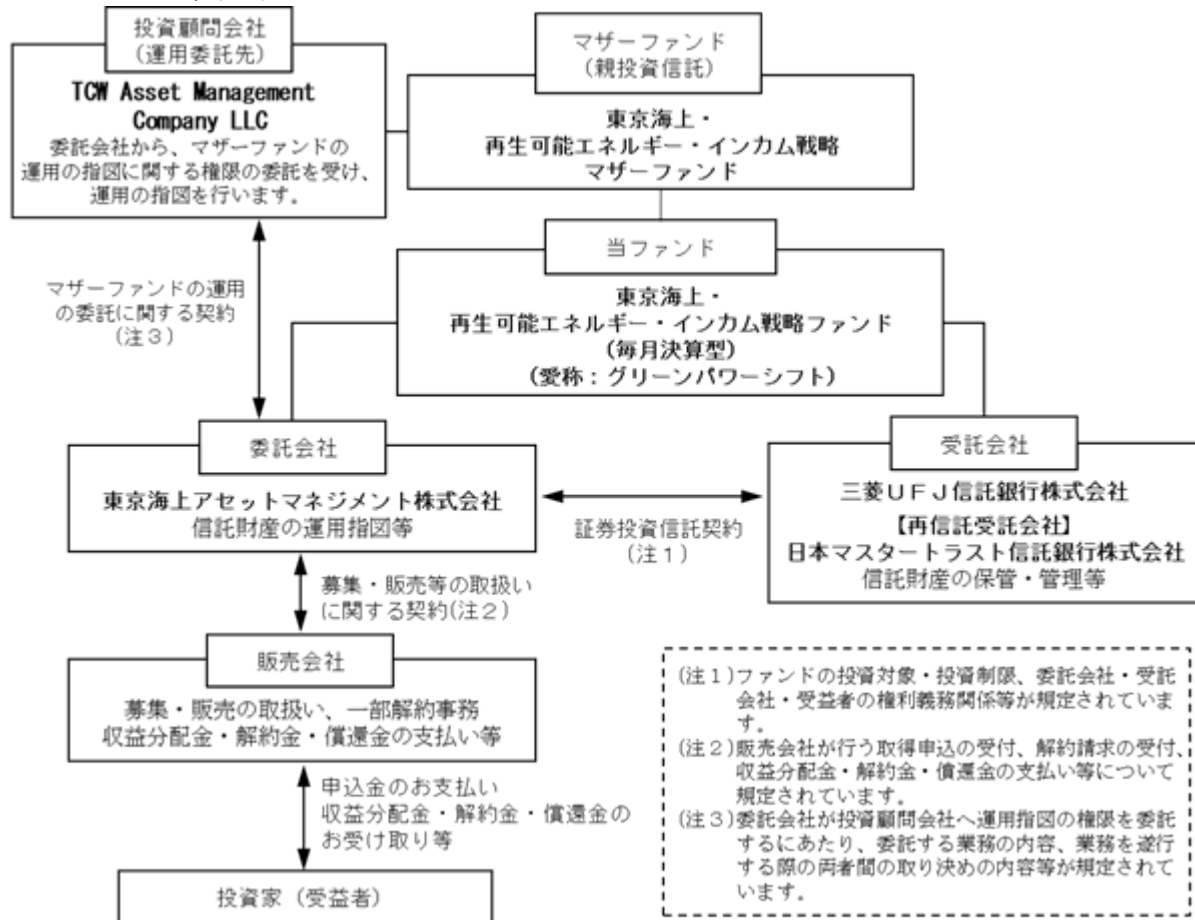 投資顧問会社
(運用委託先)
TCW Asset Management
Company LLC
委託会社から、マザーファンドの
運用の指図に関する権限の委託を受け、
運用の指図を行います。
マザーファンド
(親投資信託)
東京海上・
再生可能エネルギー・インカム戦略
マザーファンド
当ファンド
東京海上・
再生可能エネルギー・インカム戦略ファンド
(毎月決算型)
(愛称:グリーンパワーシフト)
マザーファンドの運用
の委託に関する契約
(注3)
委託会社
東京海上アセットマネジメント株式会社
信託財産の運用指図等
証券投資信託契約
(注1)
受託会社
三菱UFJ信託銀行株式会社
【再信託受託会社】
日本マスタートラスト信託銀行株式会社
信託財産の保管・管理等
募集・販売等の取扱い
に関する契約(注2)
販売会社
募集・販売の取扱い、一部解約事務
収益分配金・解約金・償還金の支払い等
申込金のお支払い
収益分配金・解約金・償還金の
お受け取り等
投資家(受益者)
(注1)ファンドの投資対象・投資制限、委託会社・受託
会社・受益者の権利義務関係等が規定されていま
す。
(注2)販売会社が行う取得申込の受付、解約請求の受付、
収益分配金・解約金・償還金の支払い等について
規定されています。
(注3)委託会社が投資顧問会社へ運用指図の権限を委託
するにあたり、委託する業務の内容、業務を遂行
する際の両者間の取り決めの内容等が規定されて
います。